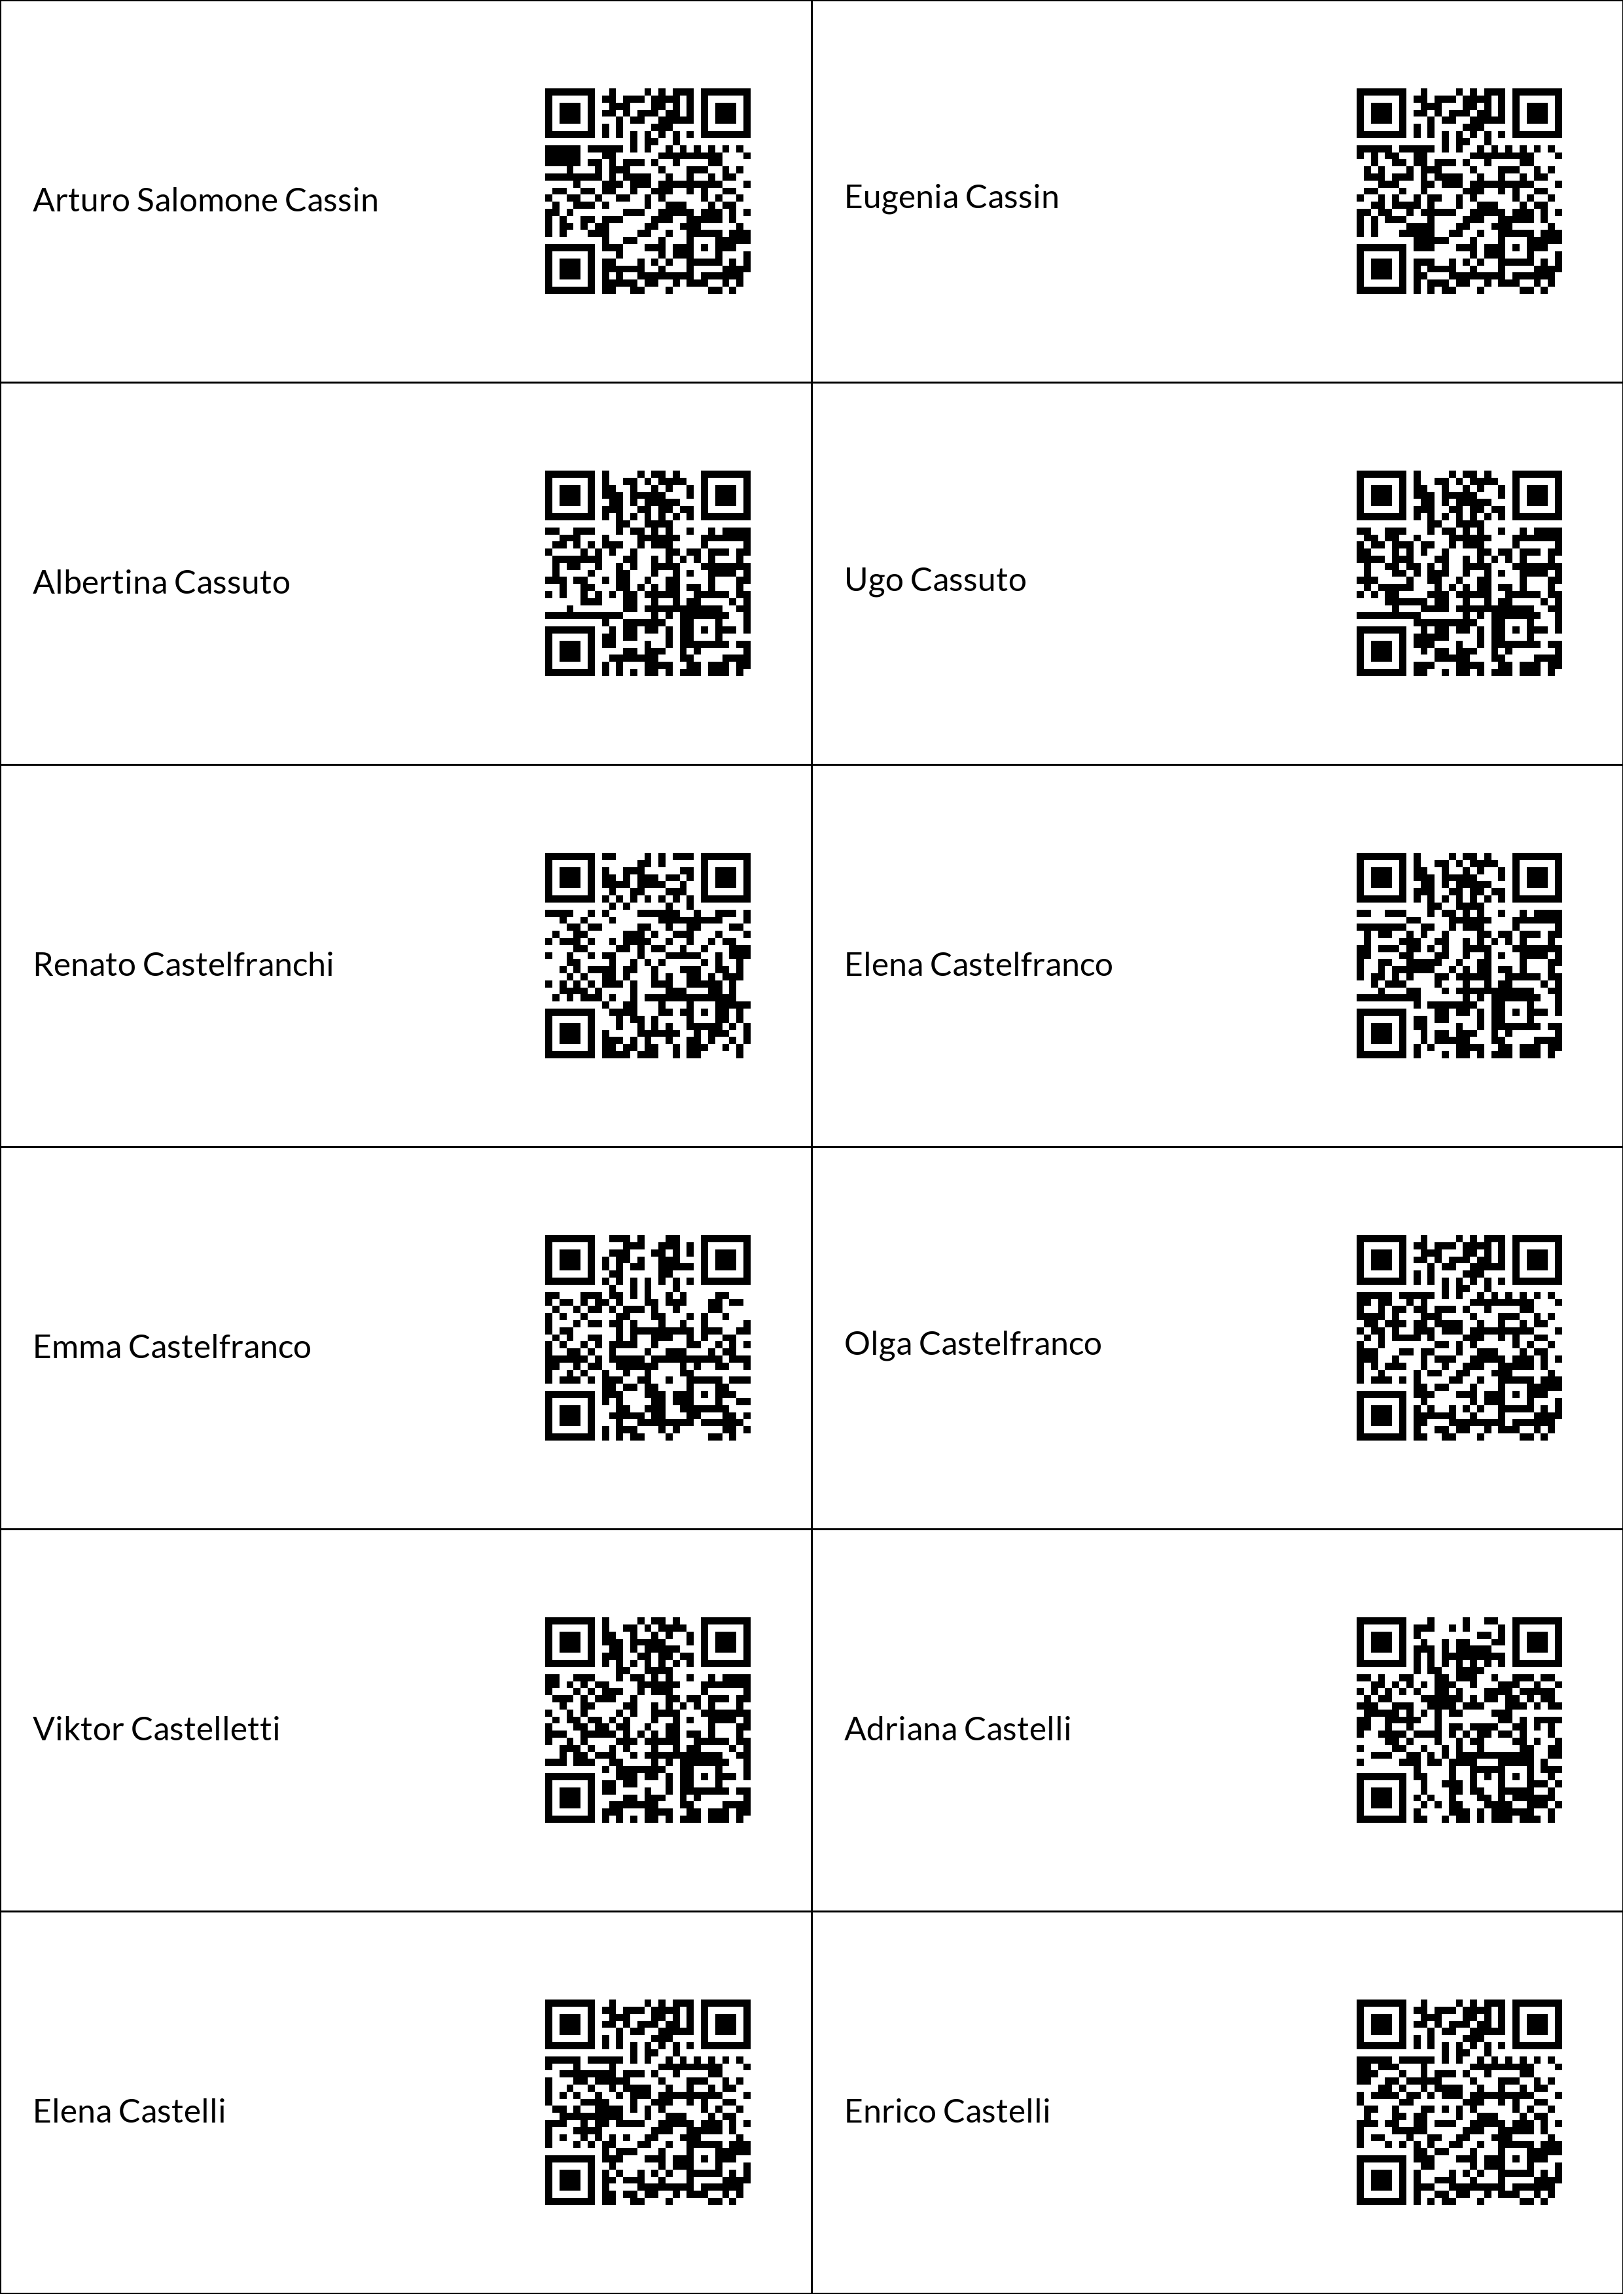 Arturo Salomone Cassin
Eugenia Cassin
Albertina Cassuto
Ugo Cassuto
Renato Castelfranchi
Elena Castelfranco
Emma Castelfranco
Olga Castelfranco
Viktor Castelletti
Adriana Castelli
Elena Castelli
Enrico Castelli